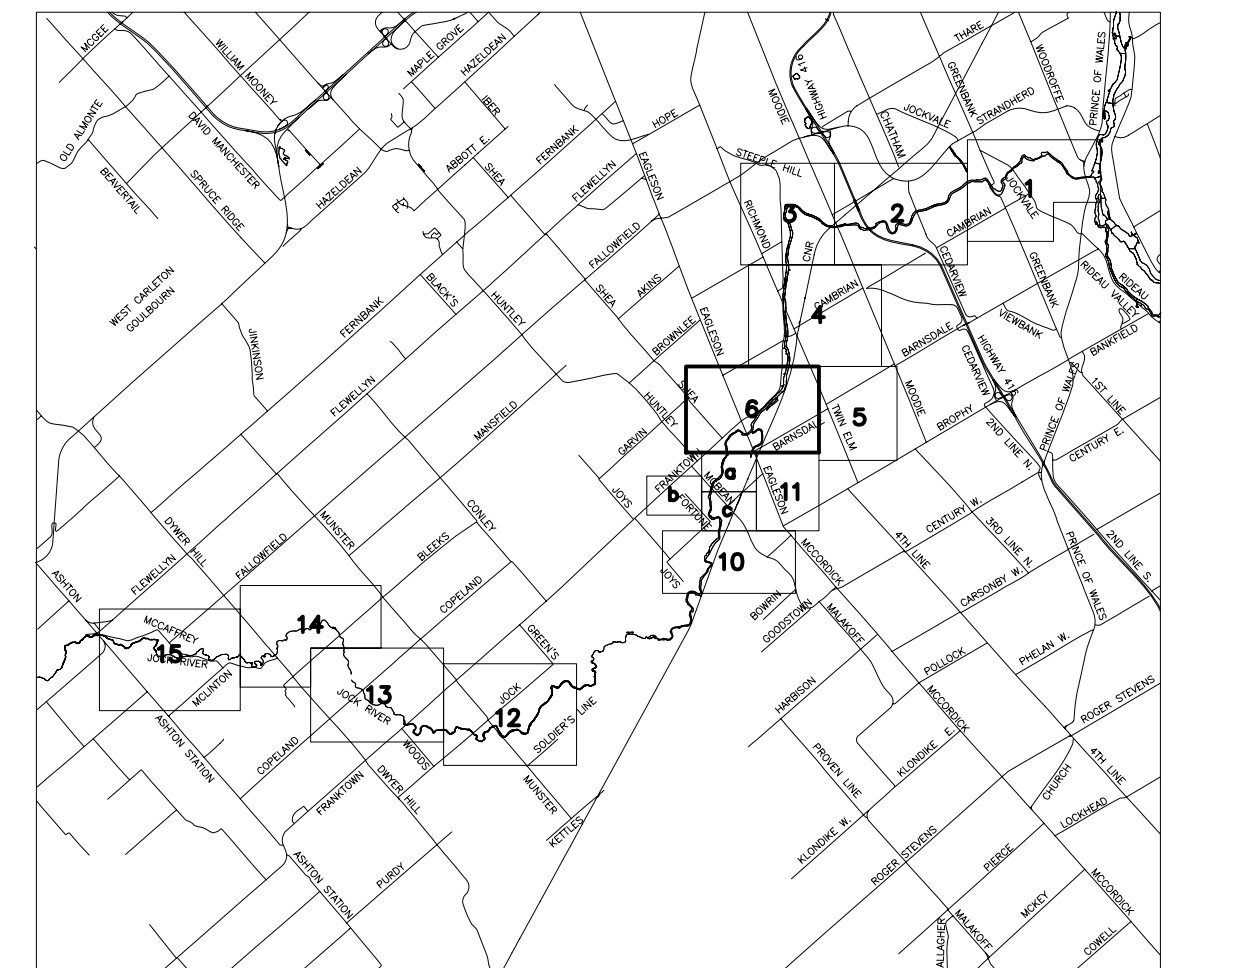 MCGEE
WILLIAM MOONEY
MAPLE GROVE
HAZELDEAN
THARE
WOODROFFE
PRINCE OF WALES
OLD ALMONTE
DAVID MANCHESTER
IBER
HIGHWAY 416
MOODIE
GREENBANK
STRANDHERD
JOCKVALE
CHATHAM
HOPE
BEAVERTAIL
SPRUCE RIDGE
HAZELDEAN
ABBOTT E.
SHEA
FERNBANK
FLEWELLYN
EAGLESON
STEEPLE HILL
RICHMOND
3
2
1
JOCKVALE
CAMBRIAN
CNR
CEDARVIEW
GREENBANK
RIDEAU VALLEY
RIDEAU
WEST CARLETON
GOULBOURN
JINKINSON
FERNBANK
BLACK'S
HUNTLEY
FALLOWFIELD
SHEA
AKINS
BROWNLEE
EAGLESON
CAMBRIAN
4
BARNSDALE
VIEWBANK
BANKFIELD
HIGHWAY 416
CEDARVIEW
FLEWELLYN
MANSFIELD
GARVIN
HUNTLEY
SHEA
6
BARNSDALE
TWIN ELM
5
MOODIE
BROPHY
PRINCE OF WALES
1ST LINE
2ND LINE N.
CENTURY E.
JOYS
FRANKTOWN
MCBEAN
FORTUNE
a
b
c
EAGLESON
11
10
JOYS
DYWER HILL
MUNSTER
CONLEY
BLEEKS
COPELAND
FALLOWFIELD
FLEWELLYN
ASHTON
MCCORDICK
4TH LINE
CENTURY W.
3RD LINE N.
CARSONBY W.
PRINCE OF WALES
2ND LINE S.
BOWRIN
GOODSTOWN
MALAKOFF
MCCAFFREY
15
JOCK RIVER
MCLINTON
14
13
JOCK RIVER
12
JOCK
GREEN'S
SOLDIER'S LINE
WOODS
POLLOCK
PHELAN W.
HARBISON
MCCORDICK
ROGER STEVENS
ASHTON STATION
COPELAND
FRANKTOWN
DWYER HILL
MUNSTER
KETTLES
PROVEN LINE
KLONDIKE E.
4TH LINE
CHURCH
LOCKHEAD
KLONDIKE W.
ROGER STEVENS
PIERCE
ASHTON STATION
PURDY
MCKEY
MCCORDICK
MALAKOFF
COWELL
ALLAGHER